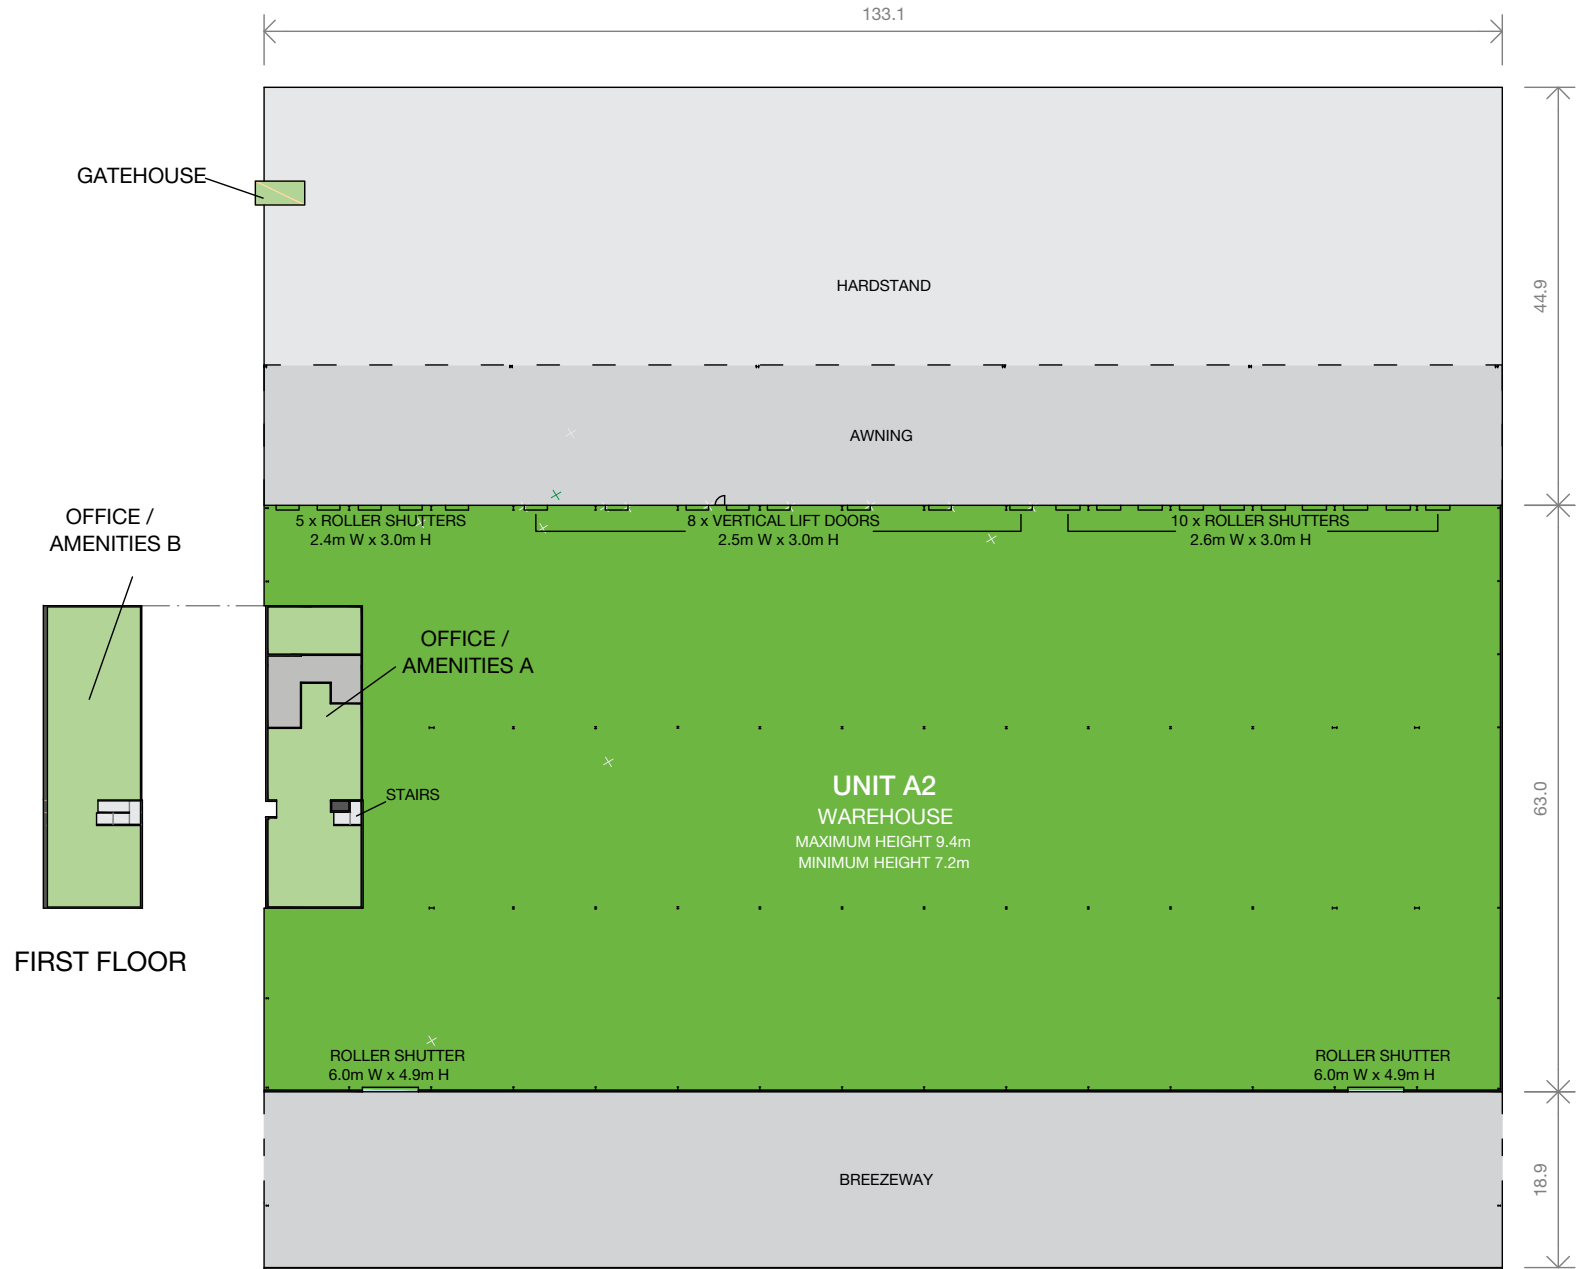 133.1
GATEHOUSE
HARDSTAND
44.9
AWNING
OFFICE /
AMENITIES B
5 x ROLLER SHUTTERS
2.4m W x 3.0m H
8 x VERTICAL LIFT DOORS
2.5m W x 3.0m H
10 x ROLLER SHUTTERS
2.6m W x 3.0m H
OFFICE /
AMENITIES A
STAIRS
UNIT A2
WAREHOUSE
MAXIMUM HEIGHT 9.4m
MINIMUM HEIGHT 7.2m
63.0
FIRST FLOOR
ROLLER SHUTTER
6.0m W x 4.9m H
ROLLER SHUTTER
6.0m W x 4.9m H
BREEZEWAY
18.9